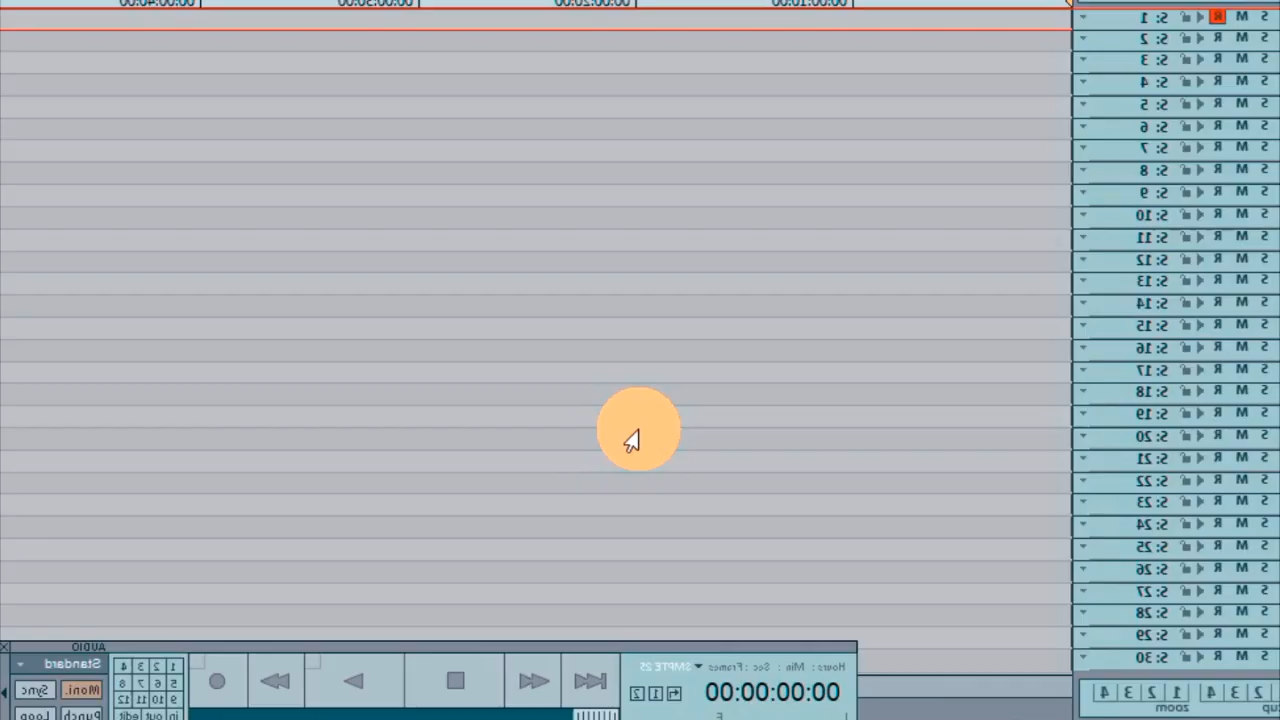 00:00:10:00 00:00:20:00 00:00:30:00 00:00:40:00
S M R S: 1
S M R S: 2
S M R S: 3
S M R S: 4
S M R S: 5
S M R S: 6
S M R S: 7
S M R S: 8
S M R S: 9
S M R S: 10
S M R S: 11
S M R S: 12
S M R S: 13
S M R S: 14
S M R S: 15
S M R S: 16
S M R S: 17
S M R S: 18
S M R S: 19
S M R S: 20
S M R S: 21
S M R S: 22
S M R S: 23
S M R S: 24
S M R S: 25
S M R S: 26
S M R S: 27
S M R S: 28
S M R S: 29
S M R S: 30
zoom
2 3 4 1 2 3 4
AUDIO
Hours: Min: Sec: Frames SMPTE 25
00:00:00:00
1 2
1 2 3 4
5 6 7 8
9 10 11 12
in out edit
Standard
Moni. Sync
Punch Loop